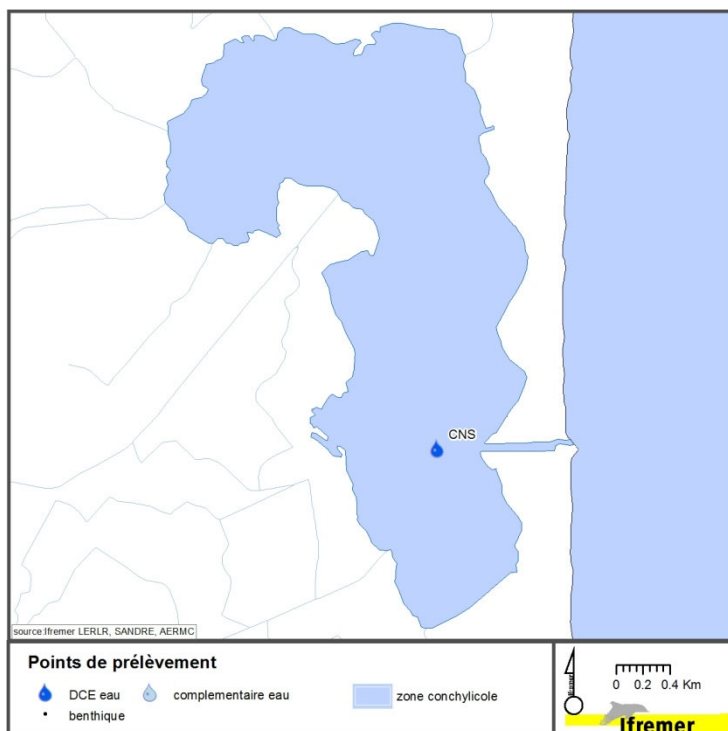 CNS
source:Ifremer LERLR, SANDRE, AERMC
Points de prélèvement
DCE eau
complementaire eau
zone conchylicole
benthique
0 0.2 0.4 Km
Ifremer